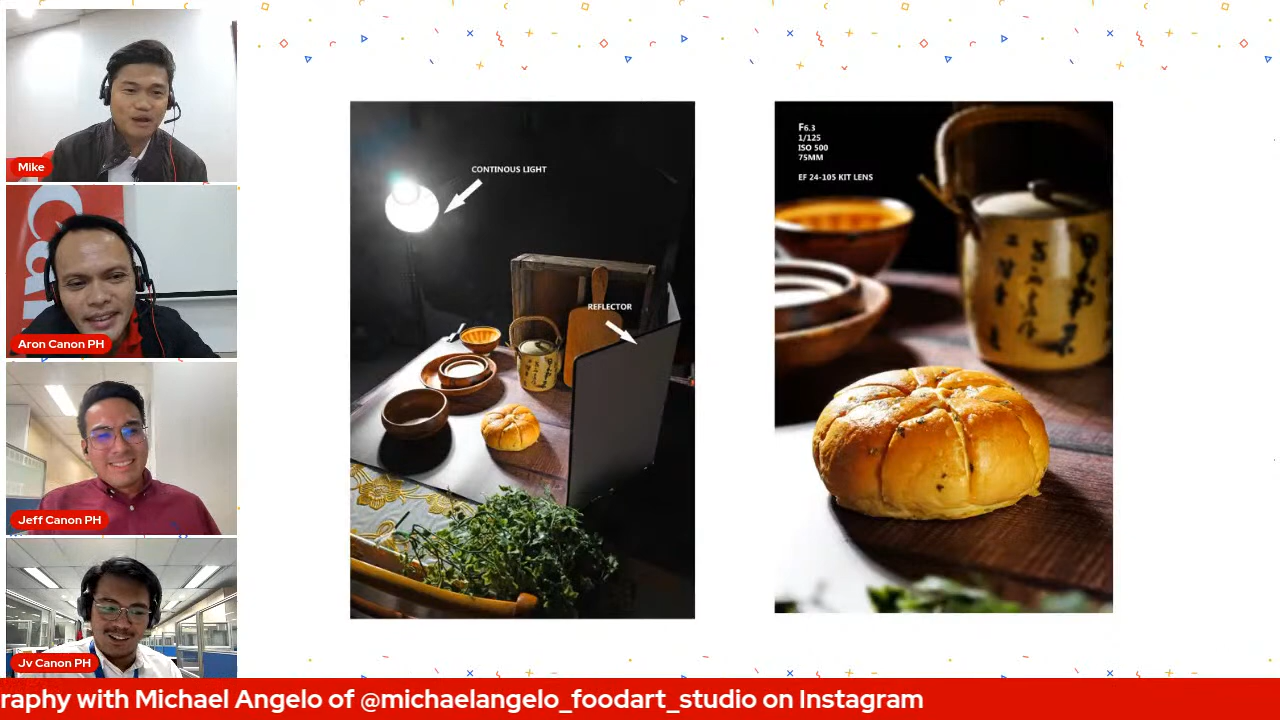 Mike
Can
Aron Canon PH
Jeff Canon PH
Jv Canon PH
CONTINOUS LIGHT
REFLECTOR
F6.3
1/125
ISO 500
75MM
EF 24-105 KIT LENS
raphy with Michael Angelo of @michaelangelo_foodart_studio on Instagram